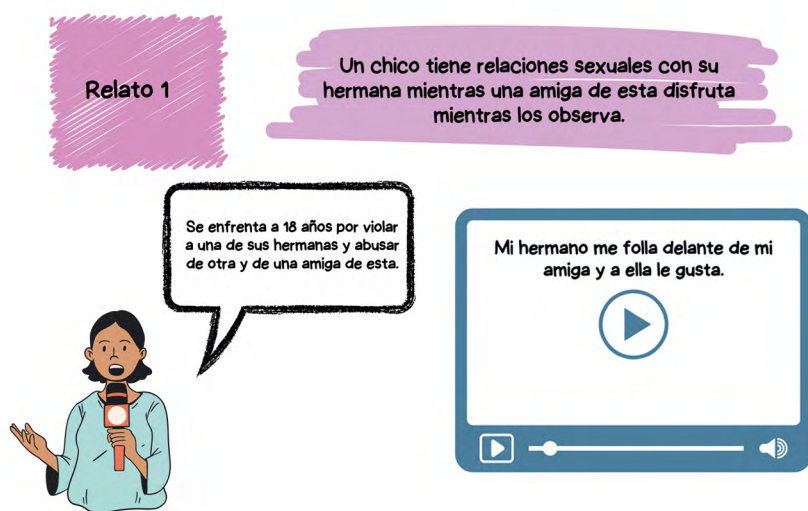 Relato 1
Un chico tiene relaciones sexuales con su
hermana mientras una amiga de esta disfruta
mientras los observa.
Se enfrenta a 18 años por violar
a una de sus hermanas y abusar
de otra y de una amiga de esta.
Mi hermano me folla delante de mi
amiga y a ella le gusta.